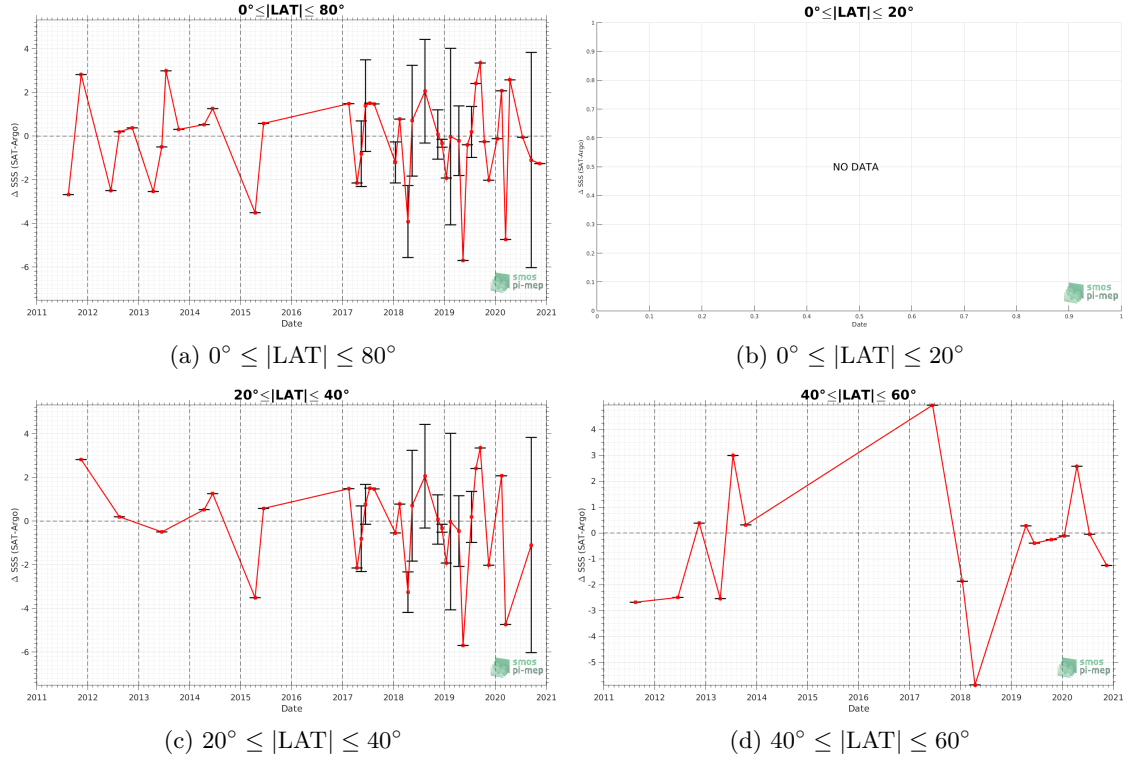 0°≤|LAT|≤ 80°
Δ SSS (SAT-Argo)
4
2
0
-2
-4
-6
smos
pi-mep
2011 2012 2013 2014 2015 2016 2017 2018 2019 2020 2021
Date
(a) 0° ≤ |LAT| ≤ 80°
0°≤|LAT|≤ 20°
Δ SSS (SAT-Argo)
1
0.9
0.8
0.7
0.6
0.5
0.4
0.3
0.2
0.1
0
NO DATA
smos
pi-mep
0 0.1 0.2 0.3 0.4 0.5 0.6 0.7 0.8 0.9 1
Date
(b) 0° ≤ |LAT| ≤ 20°
20°≤|LAT|≤ 40°
Δ SSS (SAT-Argo)
4
2
0
-2
-4
-6
smos
pi-mep
2011 2012 2013 2014 2015 2016 2017 2018 2019 2020 2021
Date
(c) 20° ≤ |LAT| ≤ 40°
40°≤|LAT|≤ 60°
Δ SSS (SAT-Argo)
4
3
2
1
0
-1
-2
-3
-4
-5
smos
pi-mep
2011 2012 2013 2014 2015 2016 2017 2018 2019 2020 2021
Date
(d) 40° ≤ |LAT| ≤ 60°